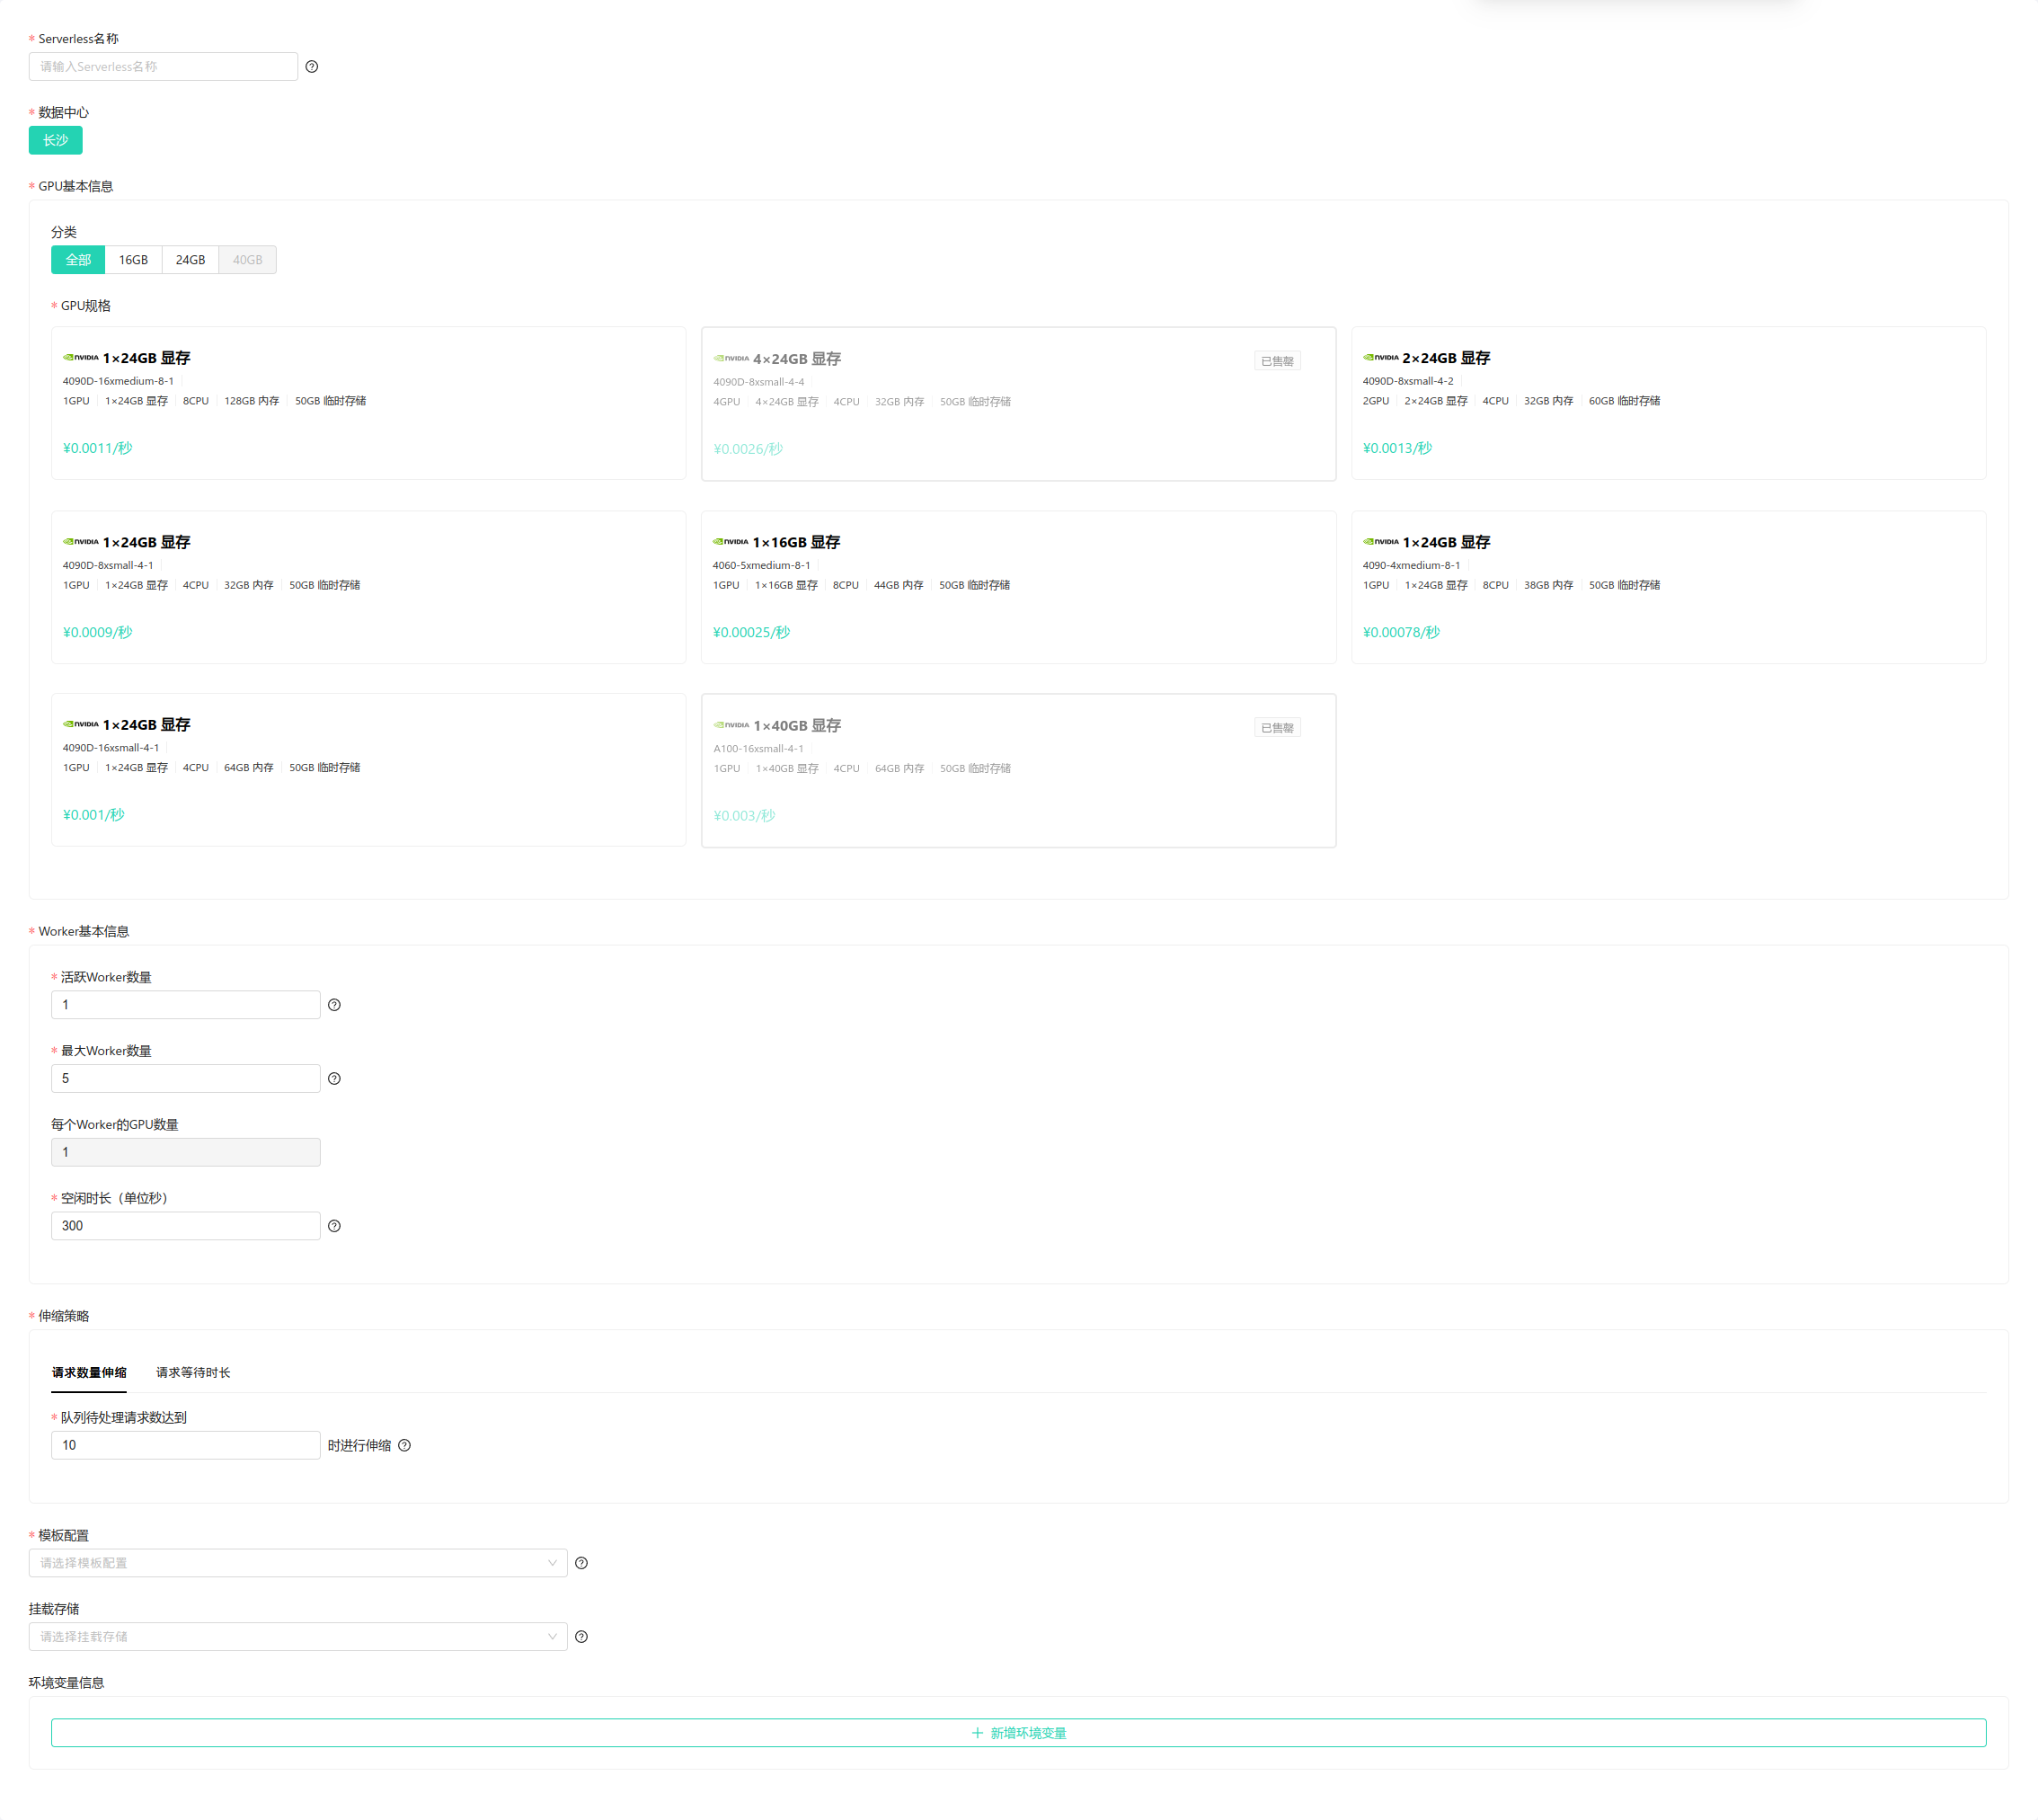 * Serverless名称
请输入Serverless名称
* 数据中心
长沙
* GPU基本信息
分类
全部 16GB 24GB 40GB
* GPU规格
NVIDIA 1×24GB 显存
4090D-16xmedium-8-1
1GPU 1×24GB 显存 8CPU 128GB 内存 50GB 临时存储
¥0.0011/秒
NVIDIA 4×24GB 显存 已售罄
4090D-8xsmall-4-4
4GPU 4×24GB 显存 4CPU 32GB 内存 50GB 临时存储
¥0.0026/秒
NVIDIA 2×24GB 显存
4090D-8xsmall-4-2
2GPU 2×24GB 显存 4CPU 32GB 内存 60GB 临时存储
¥0.0013/秒
NVIDIA 1×24GB 显存
4090D-8xsmall-4-1
1GPU 1×24GB 显存 4CPU 32GB 内存 50GB 临时存储
¥0.0009/秒
NVIDIA 1×16GB 显存
4060-5xmedium-8-1
1GPU 1×16GB 显存 8CPU 44GB 内存 50GB 临时存储
¥0.00025/秒
NVIDIA 1×24GB 显存
4090-4xmedium-8-1
1GPU 1×24GB 显存 8CPU 38GB 内存 50GB 临时存储
¥0.00078/秒
NVIDIA 1×24GB 显存
4090D-16xsmall-4-1
1GPU 1×24GB 显存 4CPU 64GB 内存 50GB 临时存储
¥0.001/秒
NVIDIA 1×40GB 显存 已售罄
A100-16xsmall-4-1
1GPU 1×40GB 显存 4CPU 64GB 内存 50GB 临时存储
¥0.003/秒
* Worker基本信息
* 活跃Worker数量
1
* 最大Worker数量
5
每个Worker的GPU数量
1
* 空闲时长（单位秒）
300
* 伸缩策略
请求数量伸缩 请求等待时长
* 队列待处理请求数达到
10 时进行伸缩
* 模板配置
请选择模板配置
挂载存储
请选择挂载存储
环境变量信息
+ 新增环境变量